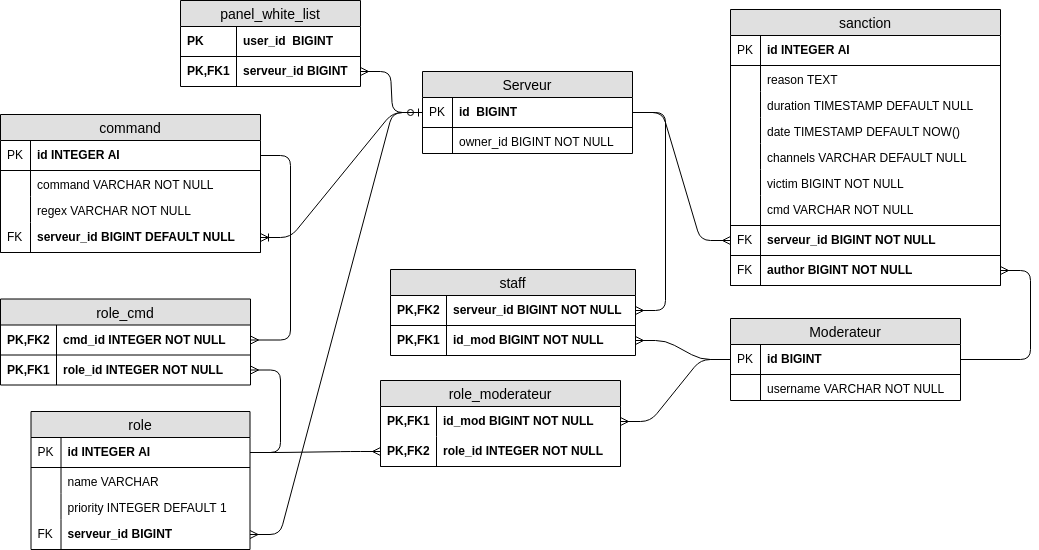 panel_white_list
PK user_id BIGINT
PK,FK1 serveur_id BIGINT
sanction
PK id INTEGER AI
reason TEXT
duration TIMESTAMP DEFAULT NULL
date TIMESTAMP DEFAULT NOW()
channels VARCHAR DEFAULT NULL
victim BIGINT NOT NULL
cmd VARCHAR NOT NULL
FK serveur_id BIGINT NOT NULL
FK author BIGINT NOT NULL
Serveur
PK id BIGINT
owner_id BIGINT NOT NULL
command
PK id INTEGER AI
command VARCHAR NOT NULL
regex VARCHAR NOT NULL
FK serveur_id BIGINT DEFAULT NULL
staff
PK,FK2 serveur_id BIGINT NOT NULL
PK,FK1 id_mod BIGINT NOT NULL
role_cmd
PK,FK2 cmd_id INTEGER NOT NULL
PK,FK1 role_id INTEGER NOT NULL
Moderateur
PK id BIGINT
username VARCHAR NOT NULL
role_moderateur
PK,FK1 id_mod BIGINT NOT NULL
PK,FK2 role_id INTEGER NOT NULL
role
PK id INTEGER AI
name VARCHAR
priority INTEGER DEFAULT 1
FK serveur_id BIGINT